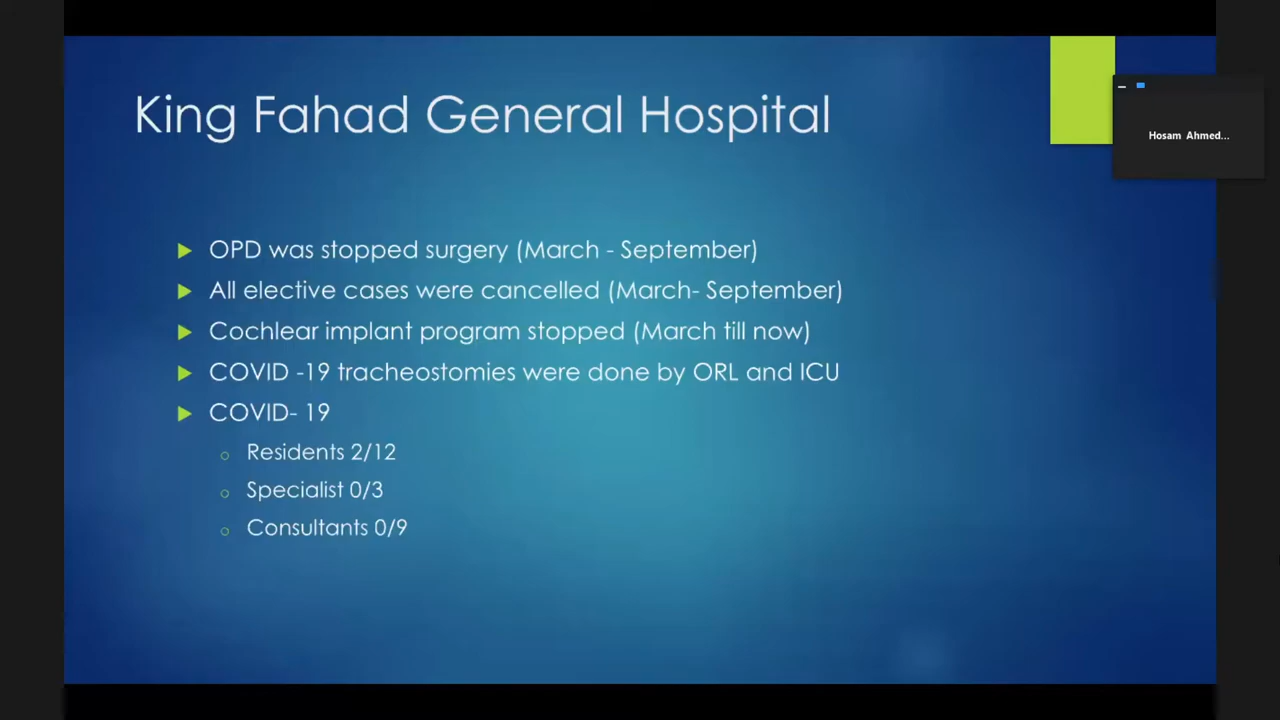 King Fahad General Hospital
Hosam Ahmed...
OPD was stopped surgery (March - September)
All elective cases were cancelled (March- September)
Cochlear implant program stopped (March till now)
COVID -19 tracheostomies were done by ORL and ICU
COVID- 19
Residents 2/12
Specialist 0/3
Consultants 0/9